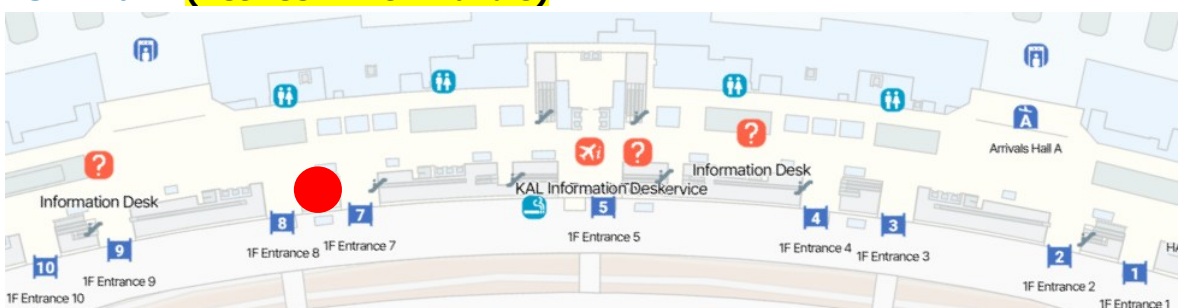 Arrivals Hall A
?
?
?
i
A
Information Desk
Information Desk
KAL Information Deskervice
10
9
8
7
5
4
3
2
1
1F Entrance 10
1F Entrance 9
1F Entrance 8
1F Entrance 7
1F Entrance 5
1F Entrance 4
1F Entrance 3
1F Entrance 2
1F Entrance 1